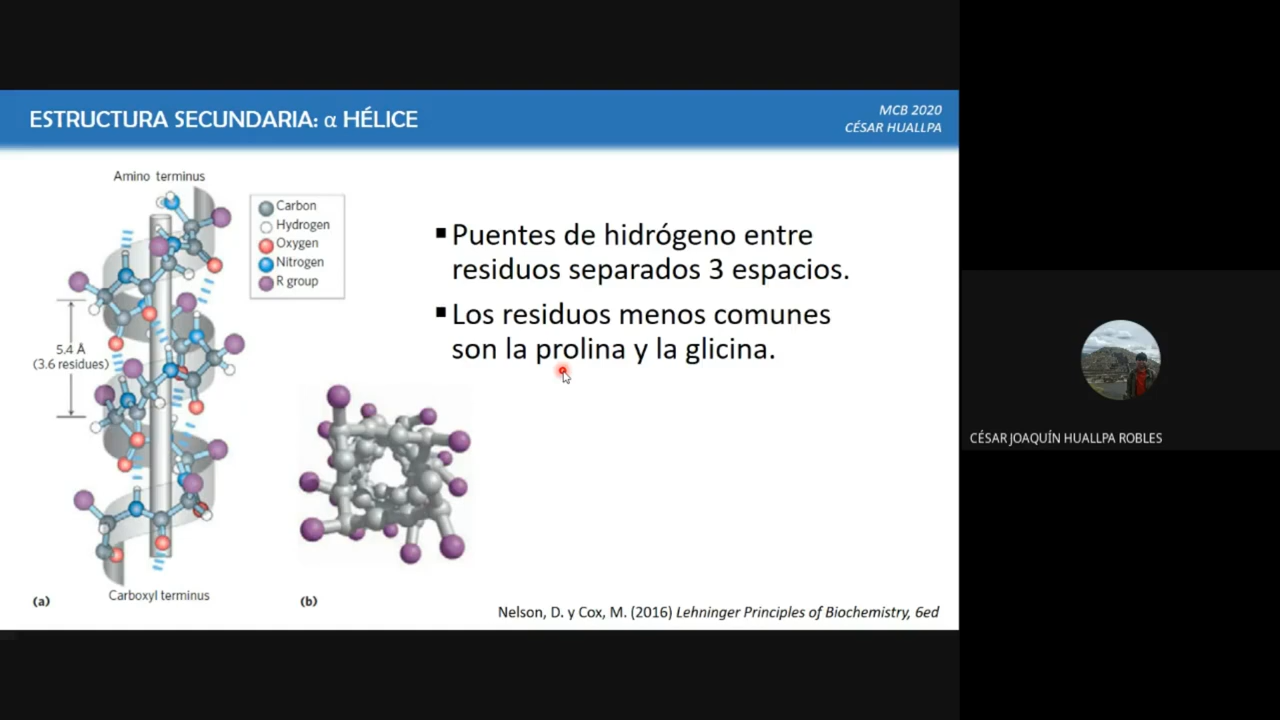 ESTRUCTURA SECUNDARIA: α HÉLICE
MCB 2020
CÉSAR HUALLPA
Amino terminus
Carbon
Hydrogen
Oxygen
Nitrogen
R group
5.4 Å
(3.6 residues)
Carboxyl terminus
(a)
(b)
▪ Puentes de hidrógeno entre
residuos separados 3 espacios.
▪ Los residuos menos comunes
son la prolina y la glicina.
Nelson, D. y Cox, M. (2016) Lehninger Principles of Biochemistry, 6ed
CÉSAR JOAQUÍN HUALLPA ROBLES